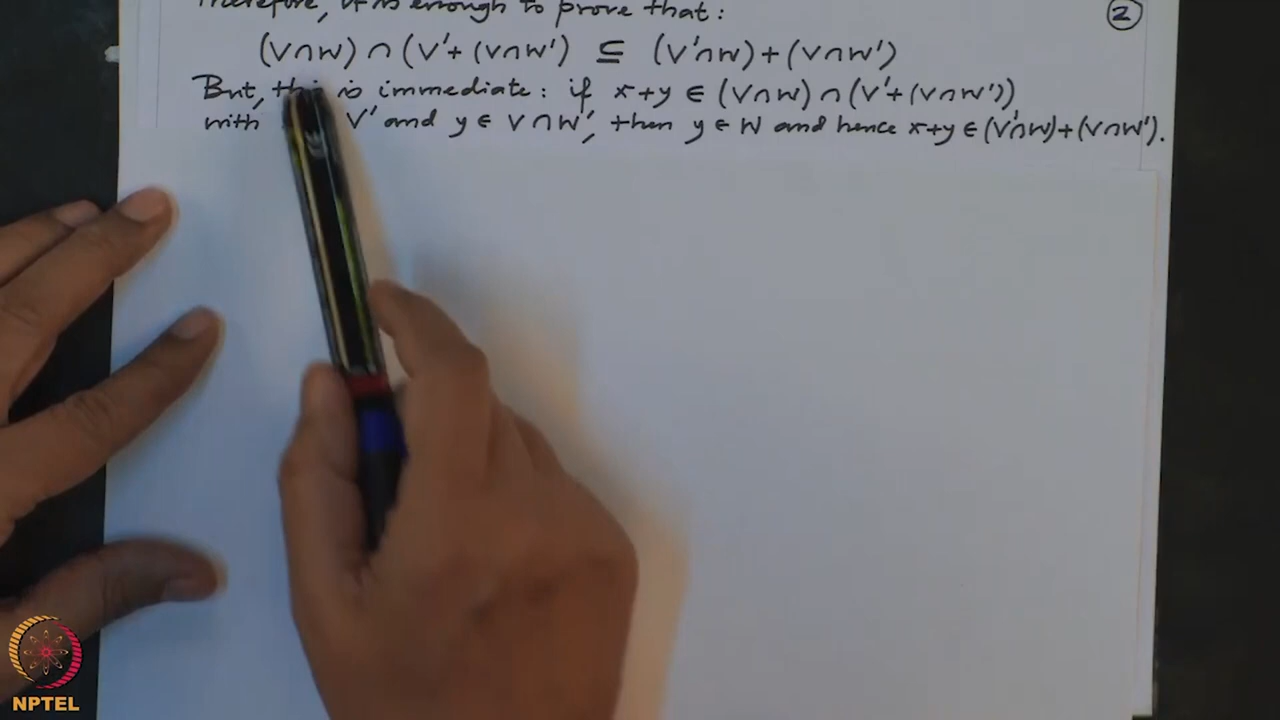 Therefore, it is enough to prove that:
②
(V∩W) ∩ (V'+ (V∩W') ⊆ (V'∩W) + (V∩W')
But, this is immediate: if x+y ∈ (V∩W) ∩ (V'+ (V∩W'))
with V' and y ∈ V∩W', then y ∈ W and hence x+y ∈ (V'∩W)+(V∩W').
NPTEL